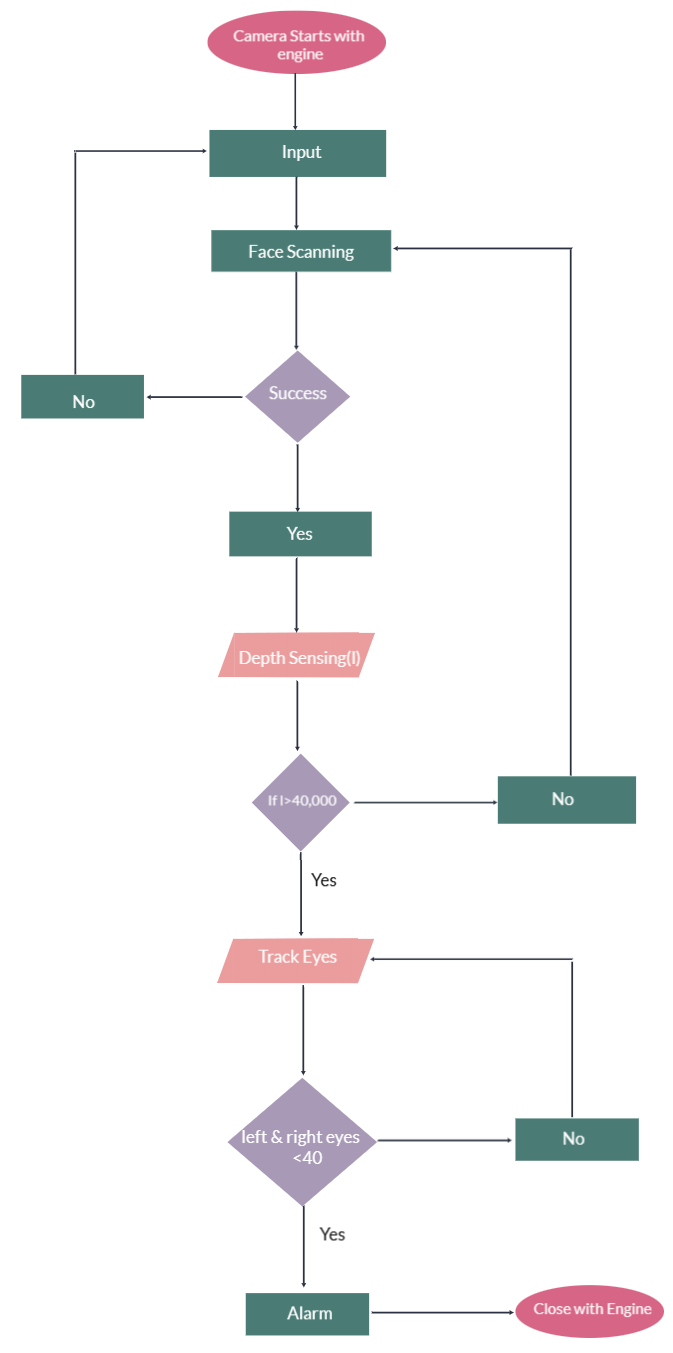 Camera Starts with
engine
Input
Face Scanning
Success
No
Yes
Depth Sensing(I)
If I>40,000
No
Yes
Track Eyes
left & right eyes
<40
No
Yes
Alarm
Close with Engine